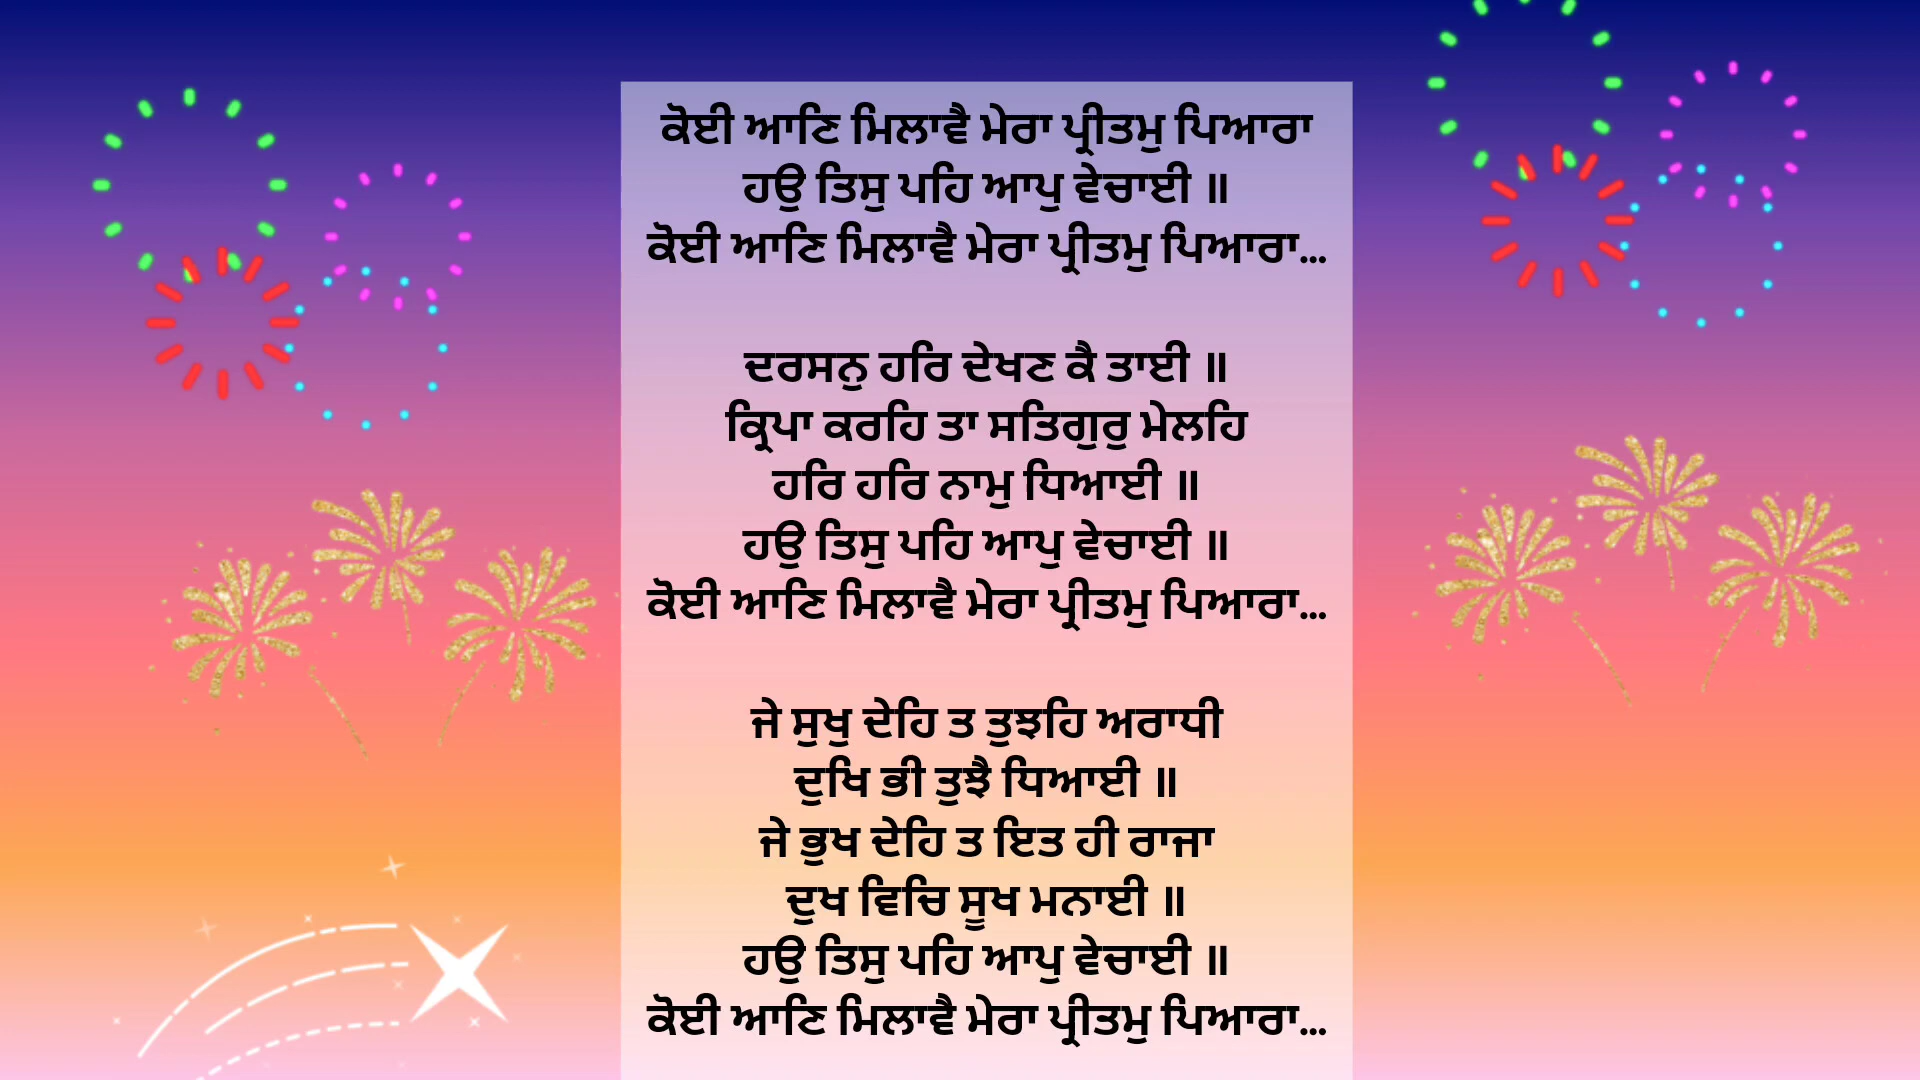 ਕੋਈ ਆਣਿ ਮਿਲਾਵੈ ਮੇਰਾ ਪ੍ਰੀਤਮੁ ਪਿਆਰਾ
ਹਉ ਤਿਸੁ ਪਹਿ ਆਪੁ ਵੇਚਾਈ ॥
ਕੋਈ ਆਣਿ ਮਿਲਾਵੈ ਮੇਰਾ ਪ੍ਰੀਤਮੁ ਪਿਆਰਾ...
ਦਰਸਨੁ ਹਰਿ ਦੇਖਣ ਕੈ ਤਾਈ ॥
ਕ੍ਰਿਪਾ ਕਰਹਿ ਤਾ ਸਤਿਗੁਰੁ ਮੇਲਹਿ
ਹਰਿ ਹਰਿ ਨਾਮੁ ਧਿਆਈ ॥
ਹਉ ਤਿਸੁ ਪਹਿ ਆਪੁ ਵੇਚਾਈ ॥
ਕੋਈ ਆਣਿ ਮਿਲਾਵੈ ਮੇਰਾ ਪ੍ਰੀਤਮੁ ਪਿਆਰਾ...
ਜੇ ਸੁਖੁ ਦੇਹਿ ਤ ਤੁਝਹਿ ਅਰਾਧੀ
ਦੁਖਿ ਭੀ ਤੁਝੈ ਧਿਆਈ ॥
ਜੇ ਭੁਖ ਦੇਹਿ ਤ ਇਤ ਹੀ ਰਾਜਾ
ਦੁਖ ਵਿਚਿ ਸੂਖ ਮਨਾਈ ॥
ਹਉ ਤਿਸੁ ਪਹਿ ਆਪੁ ਵੇਚਾਈ ॥
ਕੋਈ ਆਣਿ ਮਿਲਾਵੈ ਮੇਰਾ ਪ੍ਰੀਤਮੁ ਪਿਆਰਾ...